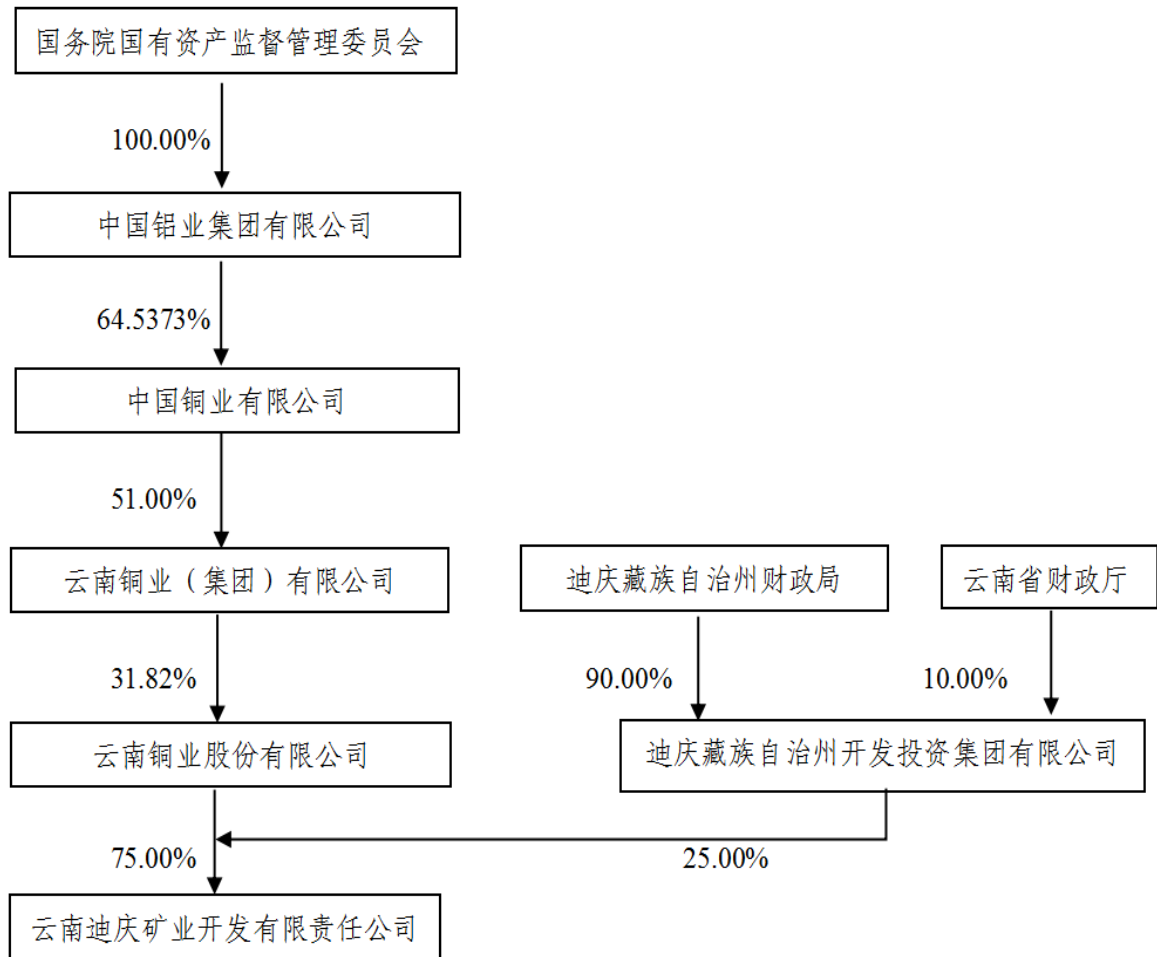 国务院国有资产监督管理委员会
100.00%
中国铝业集团有限公司
64.5373%
中国铜业有限公司
51.00%
云南铜业（集团）有限公司
迪庆藏族自治州财政局
云南省财政厅
31.82%
90.00%
10.00%
云南铜业股份有限公司
迪庆藏族自治州开发投资集团有限公司
75.00%
25.00%
云南迪庆矿业开发有限责任公司